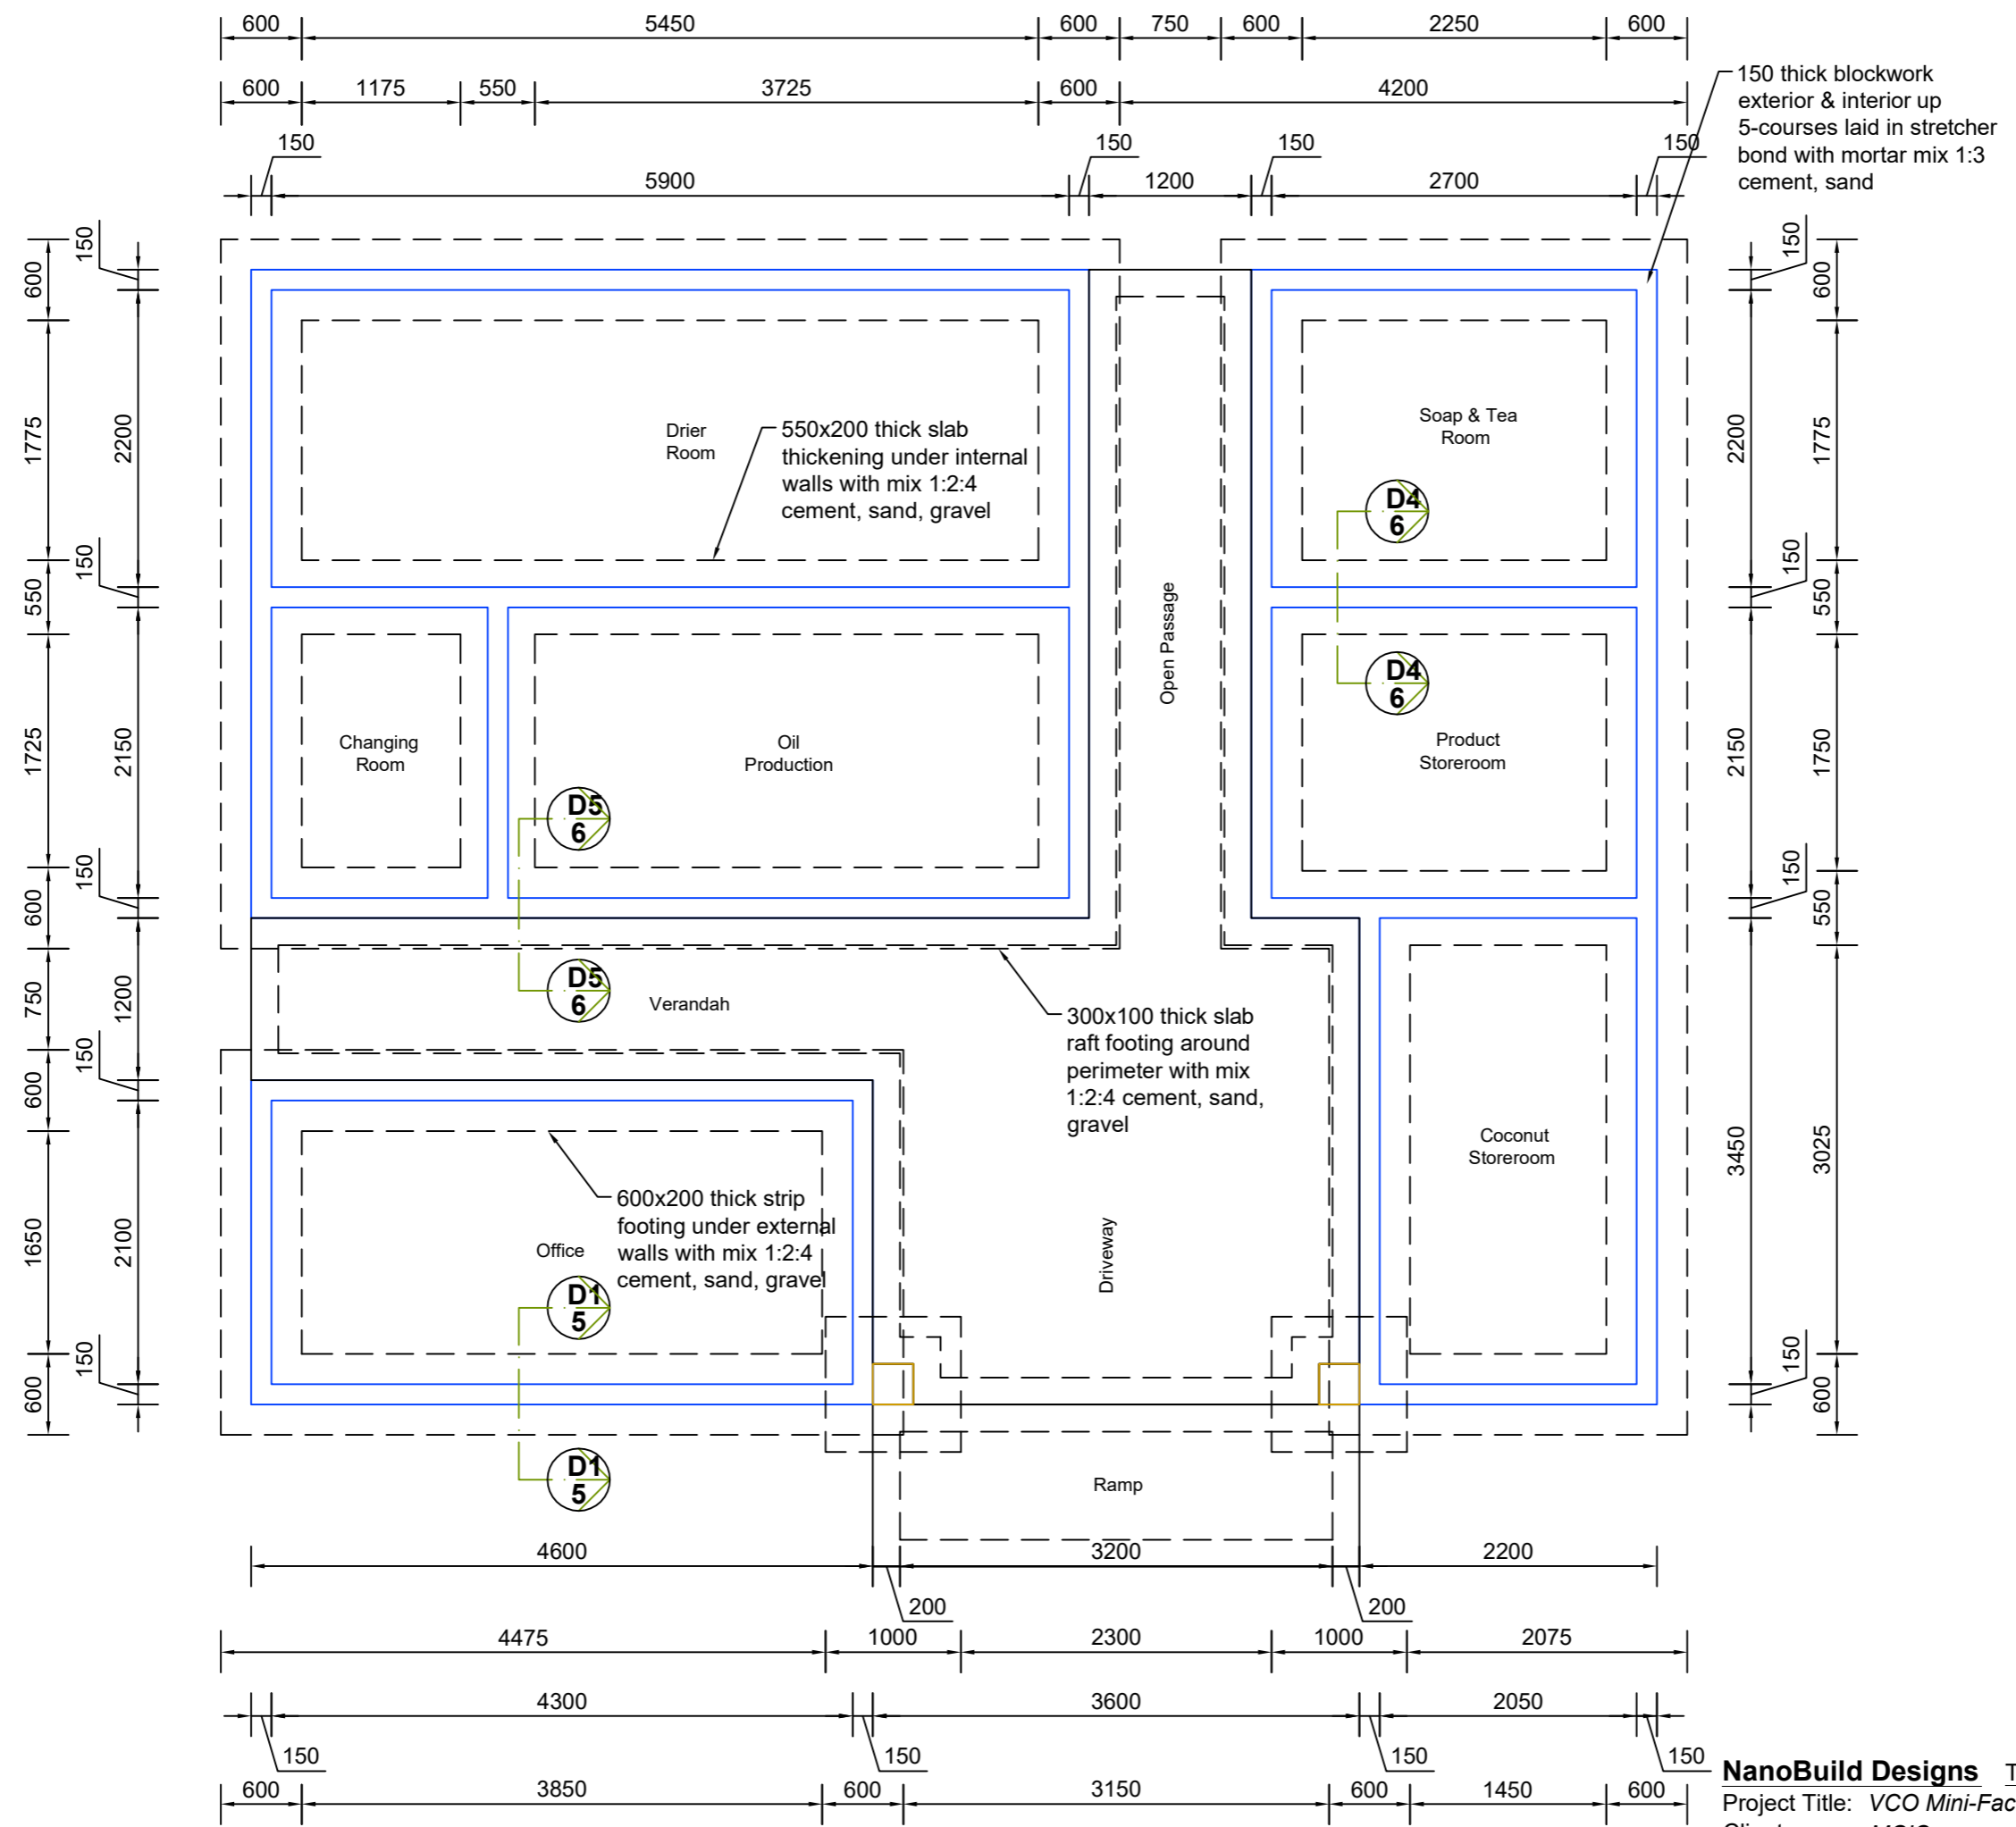 600 5450 600 750 600 2250 600
600 1175 550 3725 600 4200
150 150 150 150
5900 1200 2700
150 thick blockwork
exterior & interior up
5-courses laid in stretcher
bond with mortar mix 1:3
cement, sand
600
1775
550
1725
600
750
600
1650
600
150
150
150
150
150
2200
2150
1200
2100
Drier
Room
550x200 thick slab
thickening under internal
walls with mix 1:2:4
cement, sand, gravel
Soap & Tea
Room
D4
6
D4
6
Open Passage
Changing
Room
Oil
Production
Product
Storeroom
D5
6
D5
6
Verandah
300x100 thick slab
raft footing around
perimeter with mix
1:2:4 cement, sand,
gravel
Coconut
Storeroom
600x200 thick strip
footing under external
walls with mix 1:2:4
cement, sand, gravel
Office
D1
5
D1
5
Driveway
Ramp
2200
2150
3450
150
150
150
150
600
1775
550
1750
550
3025
600
4600 3200 2200
200 200
4475 1000 2300 1000 2075
4300 3600 2050
150 150 150 150
600 3850 600 3150 600 1450 600
NanoBuild Designs T
Project Title: VCO Mini-Fac